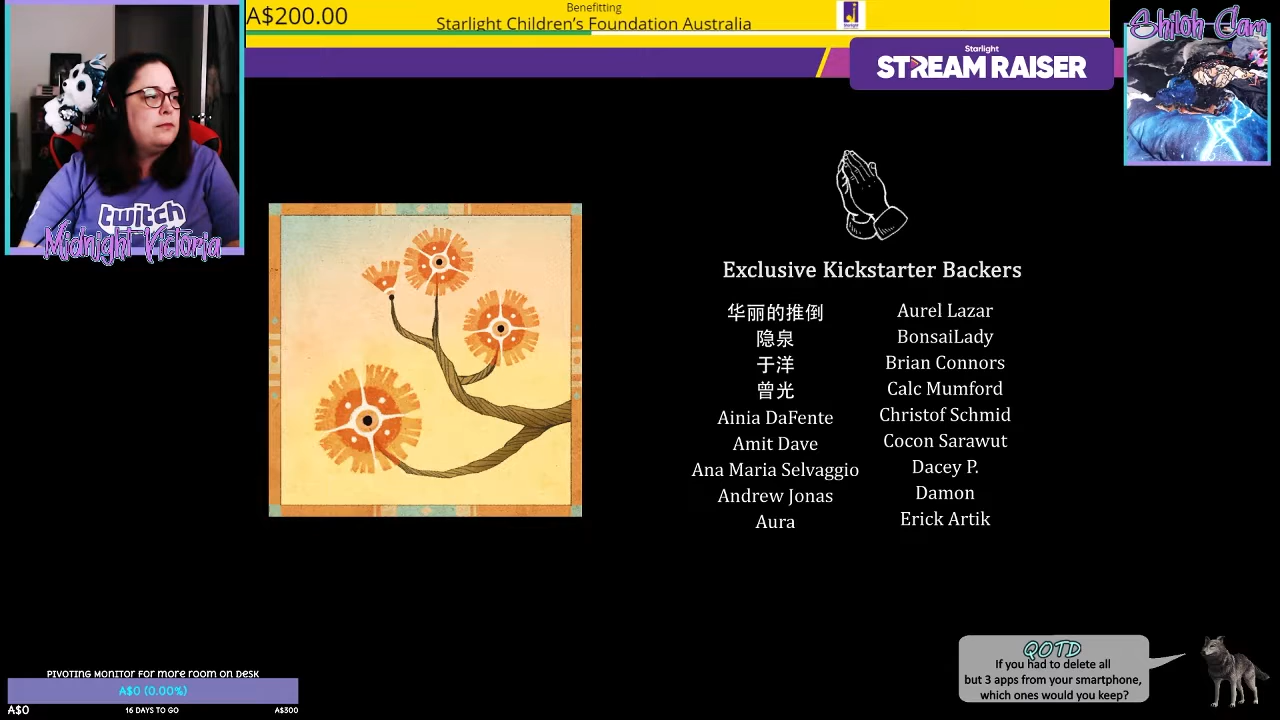 A$200.00
Benefitting
Starlight Children's Foundation Australia
Starlight
STREAM RAISER
Shiloh Cam
twitch
Midnight Victoria
Exclusive Kickstarter Backers
华丽的推倒
隐泉
于洋
曾光
Ainia DaFente
Amit Dave
Ana Maria Selvaggio
Andrew Jonas
Aura
Aurel Lazar
BonsaiLady
Brian Connors
Calc Mumford
Christof Schmid
Cocon Sarawut
Dacey P.
Damon
Erick Artik
PIVOTING MONITOR FOR MORE ROOM ON DESK
A$0 (0.00%)
A$0
16 DAYS TO GO
A$300
QOTD
If you had to delete all
but 3 apps from your smartphone,
which ones would you keep?